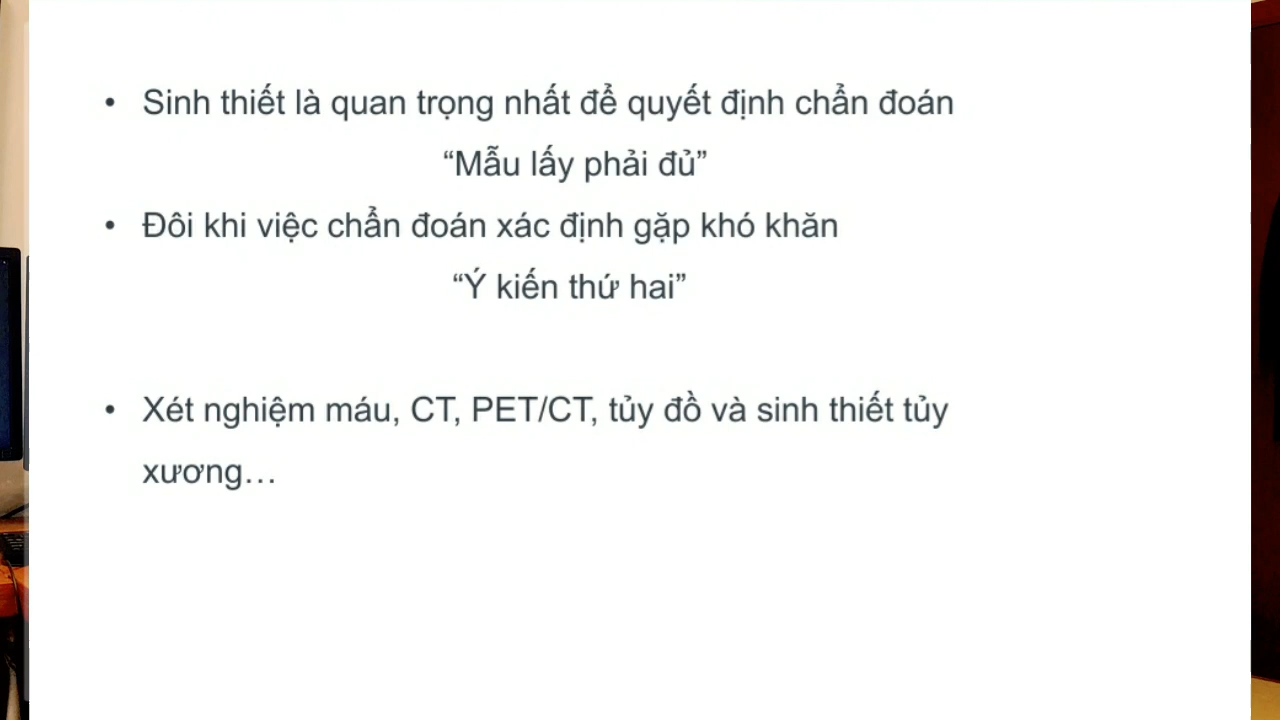 • Sinh thiết là quan trọng nhất để quyết định chẩn đoán
“Mẫu lấy phải đủ”
• Đôi khi việc chẩn đoán xác định gặp khó khăn
“Ý kiến thứ hai”
• Xét nghiệm máu, CT, PET/CT, tủy đồ và sinh thiết tủy
xương…